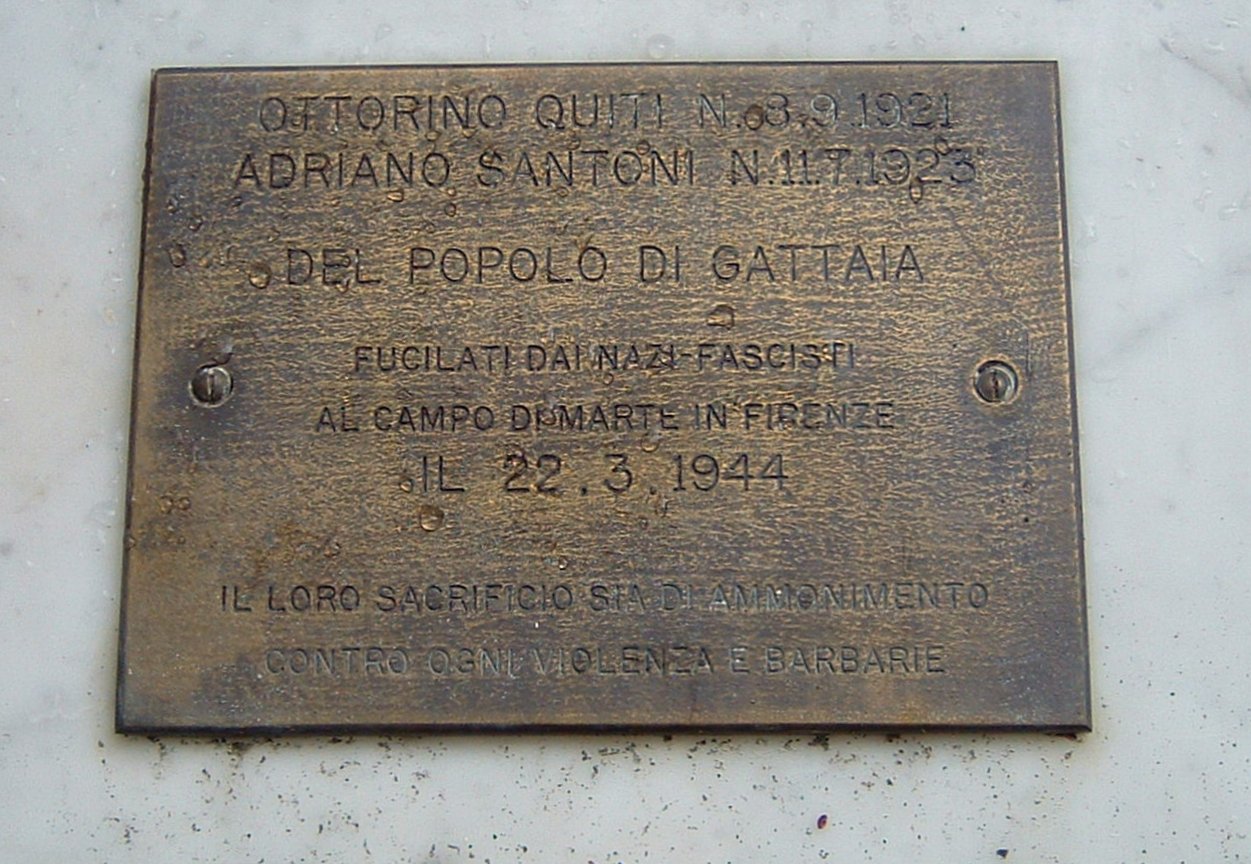 OTTORINO QUITI N. 8.9.1921
ADRIANO SANTONI N.11.7.1923
DEL POPOLO DI GATTAIA
FUCILATI DAI NAZI-FASCISTI
AL CAMPO DI MARTE IN FIRENZE
IL 22.3.1944
IL LORO SACRIFICIO SIA DI AMMONIMENTO
CONTRO OGNI VIOLENZA E BARBARIE